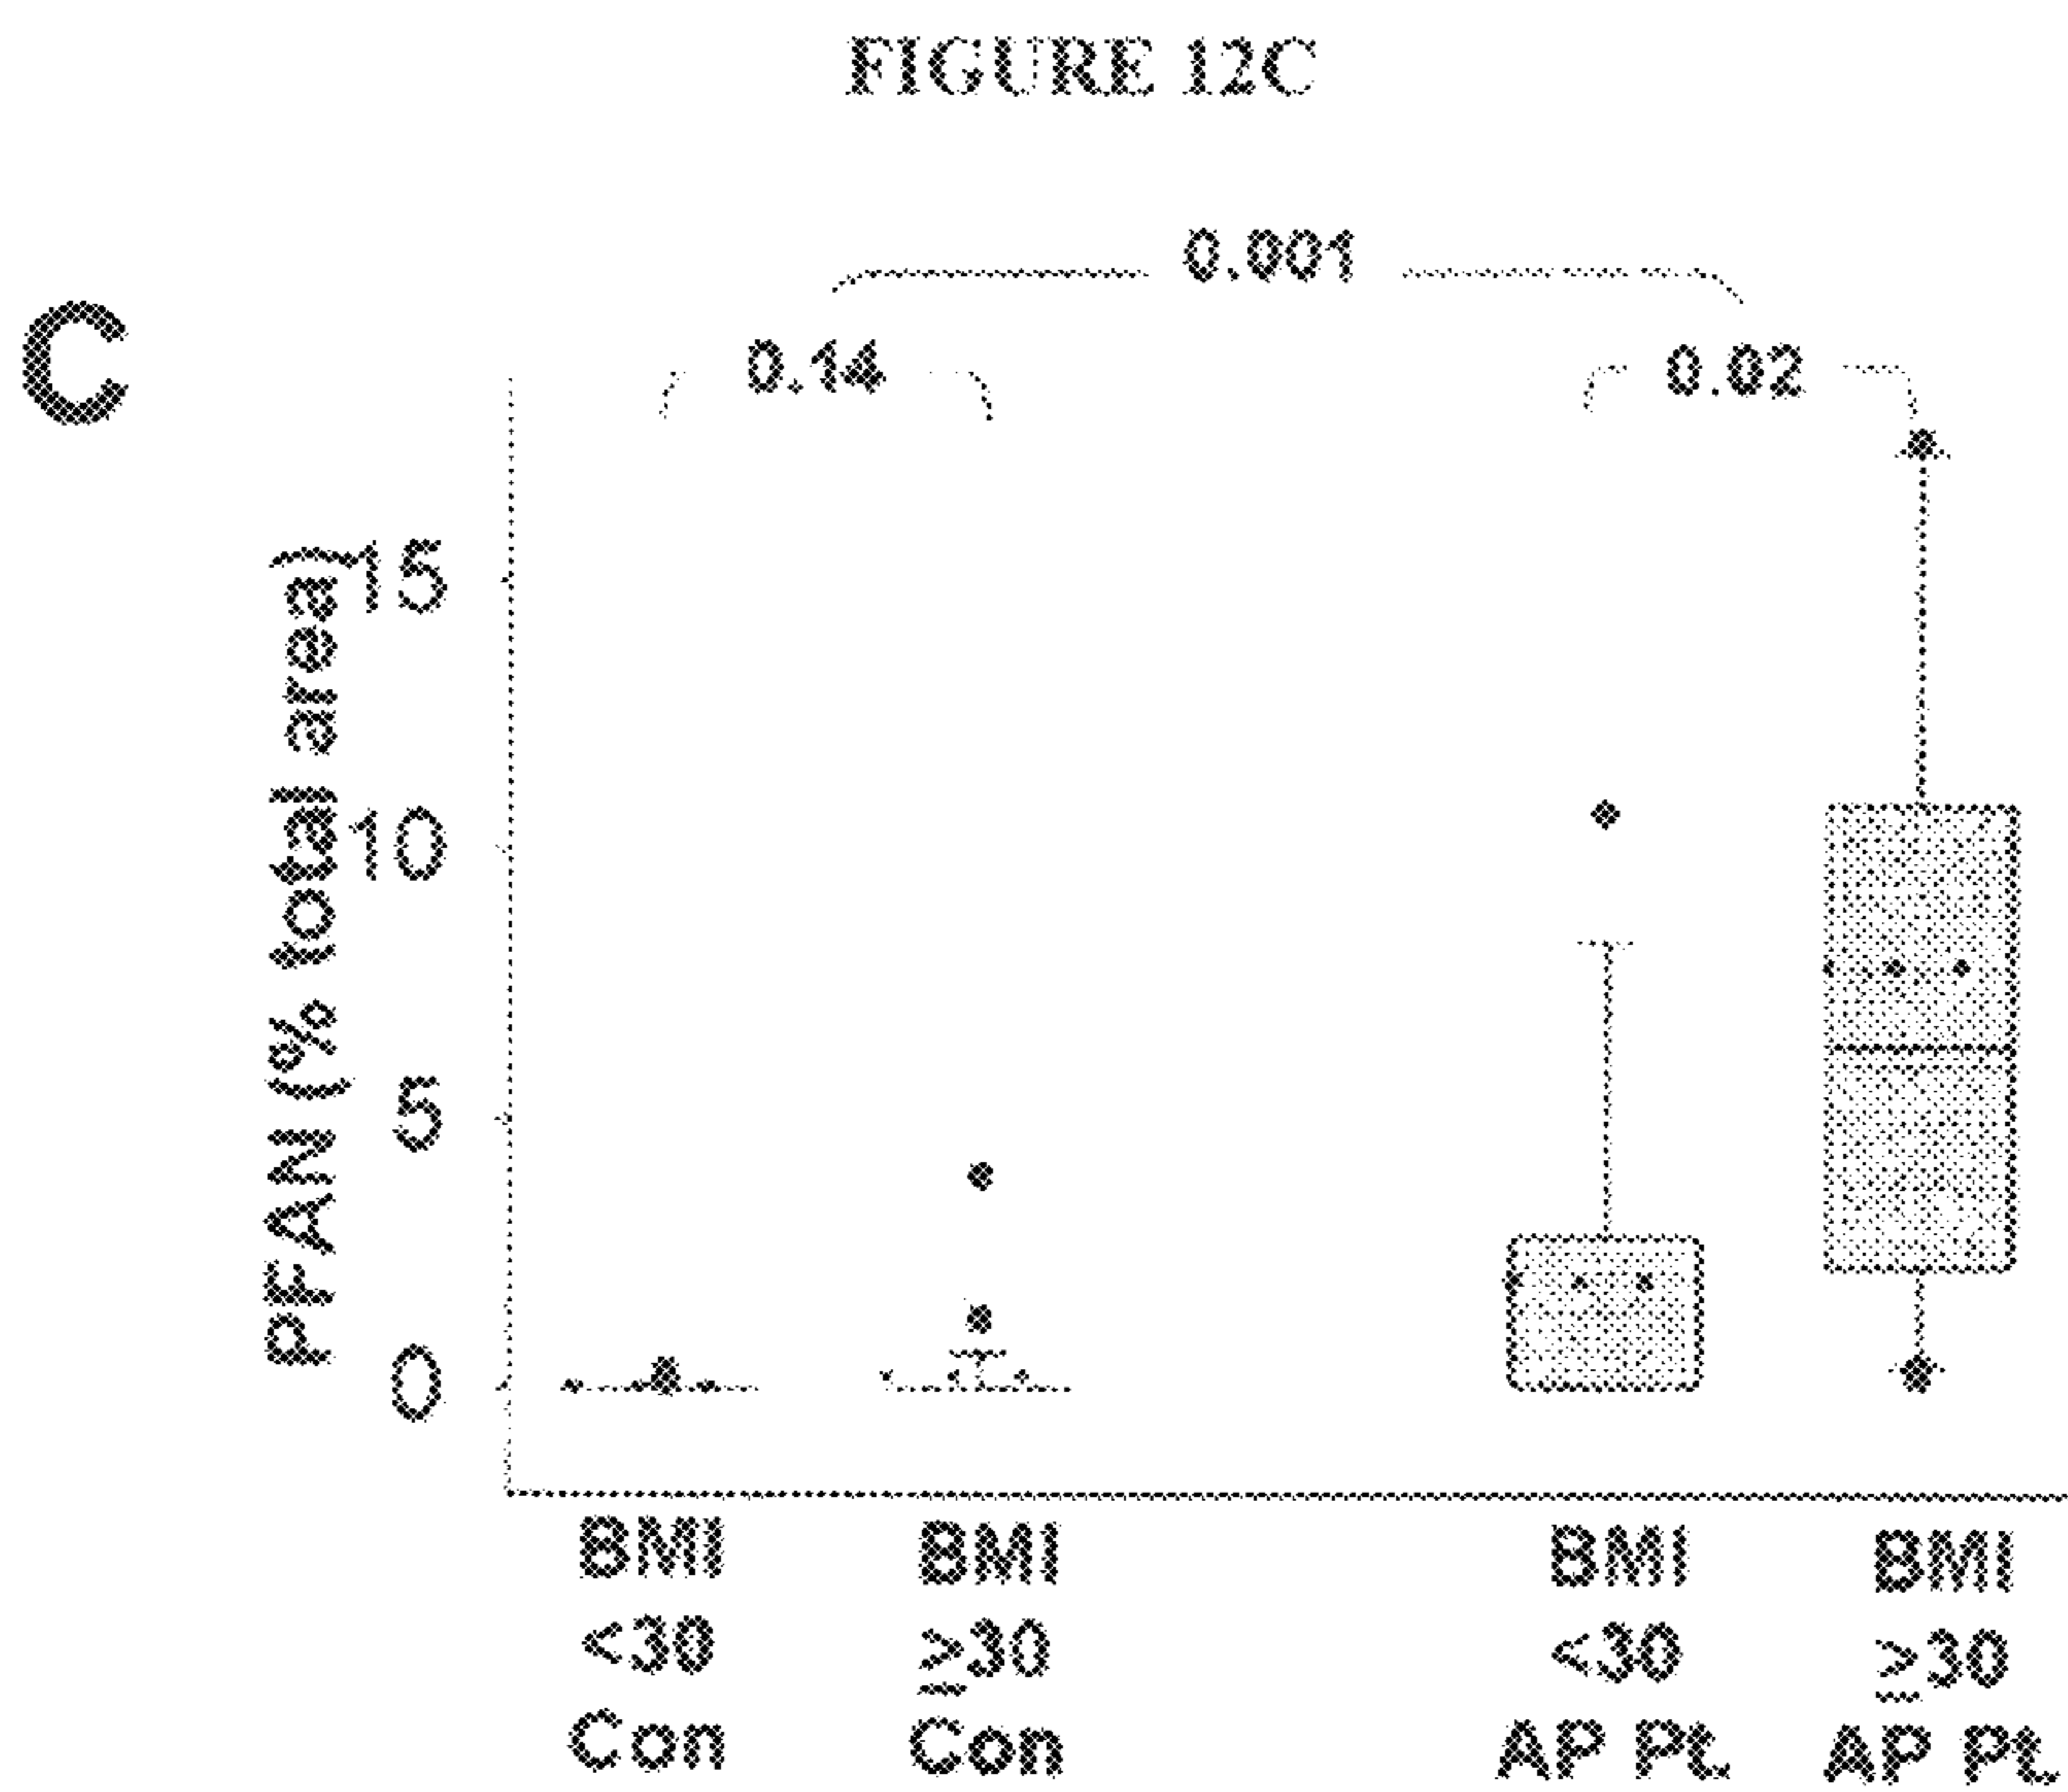 FIGURE 12C
0.001
C
0.14
0.02
PFAN (% total area)
15
10
5
0
BMI
<30
Con
BMI
≥30
Con
BMI
<30
AP Pt.
BMI
≥30
AP Pt.